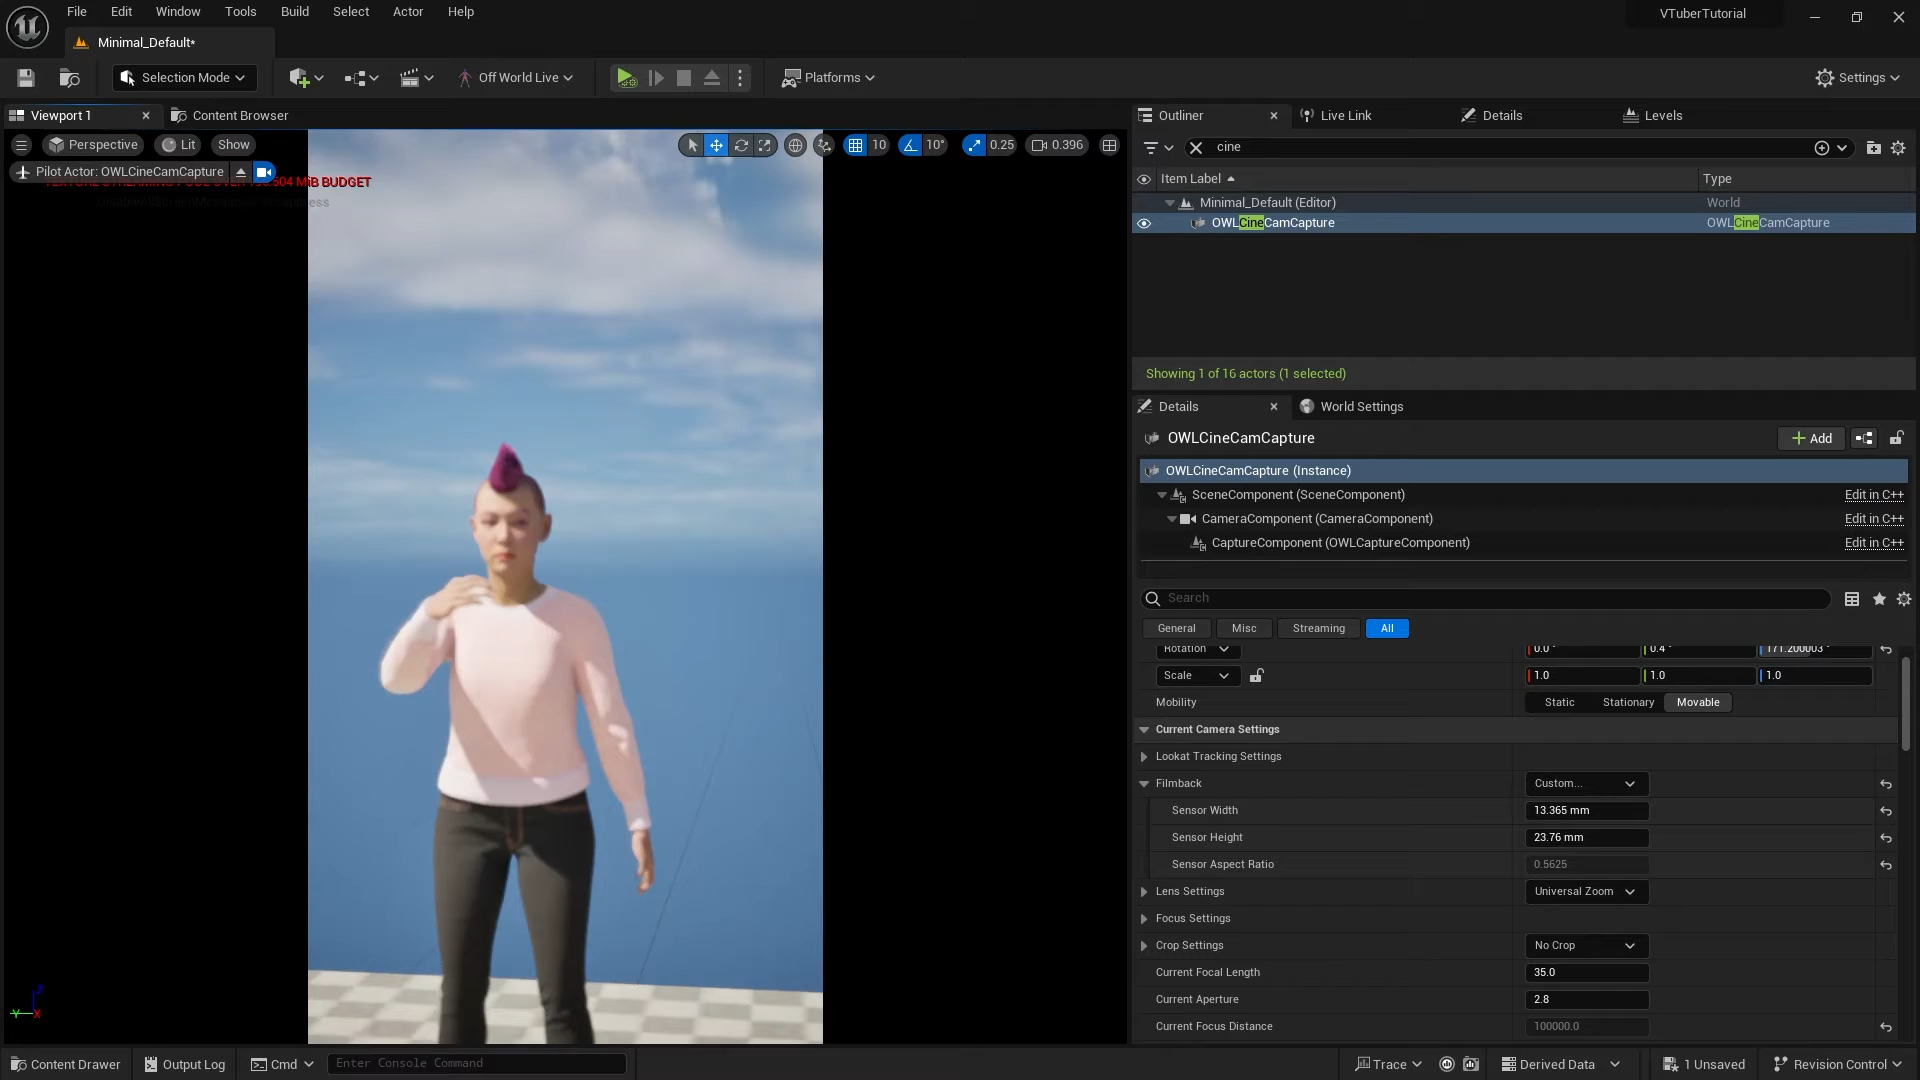 File Edit Window Tools Build Select Actor Help
VTuberTutorial
Minimal_Default*
Selection Mode
Off World Live
Platforms
Settings
Viewport 1
Content Browser
Perspective
Lit
Show
10
10°
0.25
0.396
Pilot Actor: OWLCineCamCapture
MiB BUDGET
Outliner
Live Link
Details
Levels
cine
Item Label
Type
Minimal_Default (Editor)
World
OWLCineCamCapture
OWLCineCamCapture
Showing 1 of 16 actors (1 selected)
Details
World Settings
OWLCineCamCapture
Add
OWLCineCamCapture (Instance)
SceneComponent (SceneComponent)
Edit in C++
CameraComponent (CameraComponent)
Edit in C++
CaptureComponent (OWLCaptureComponent)
Edit in C++
Search
General
Misc
Streaming
All
Rotation
0.0°
0.4°
171.200003°
Scale
1.0
1.0
1.0
Mobility
Static
Stationary
Movable
Current Camera Settings
Lookat Tracking Settings
Filmback
Custom...
Sensor Width
13.365 mm
Sensor Height
23.76 mm
Sensor Aspect Ratio
0.5625
Lens Settings
Universal Zoom
Focus Settings
Crop Settings
No Crop
Current Focal Length
35.0
Current Aperture
2.8
Current Focus Distance
100000.0
Content Drawer
Output Log
Cmd
Enter Console Command
Trace
Derived Data
1 Unsaved
Revision Control